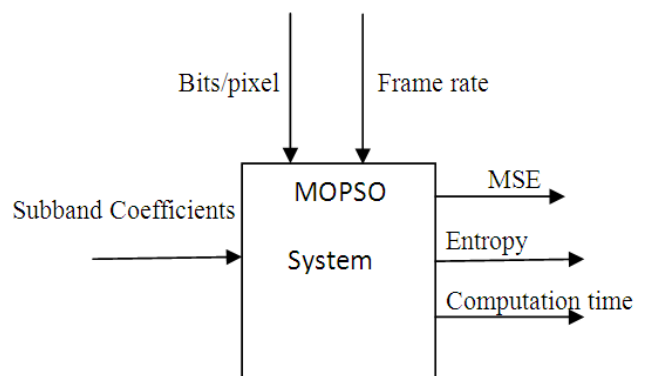 Bits/pixel
Frame rate
MOPSO
System
Subband Coefficients
MSE
Entropy
Computation time